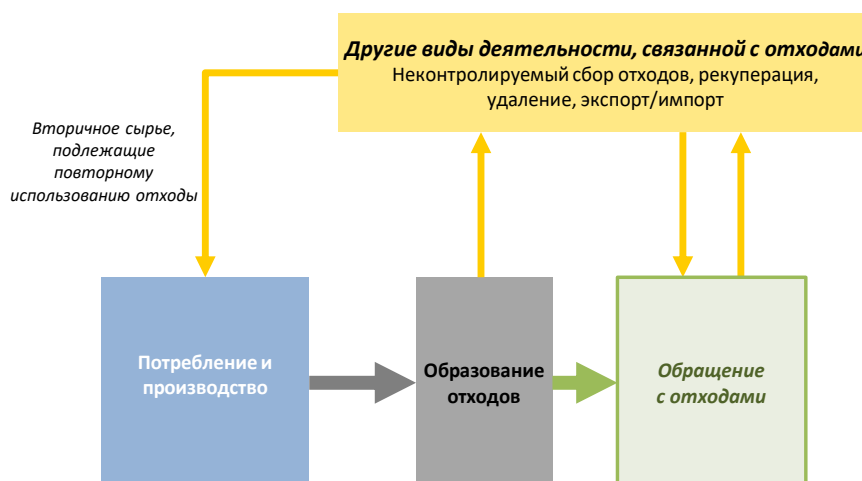 Другие виды деятельности, связанной с отходами
Неконтролируемый сбор отходов, рекуперация,
удаление, экспорт/импорт
Вторичное сырье,
подлежащие
повторному
использованию отходы
Потребление и
производство
Образование
отходов
Обращение
с отходами